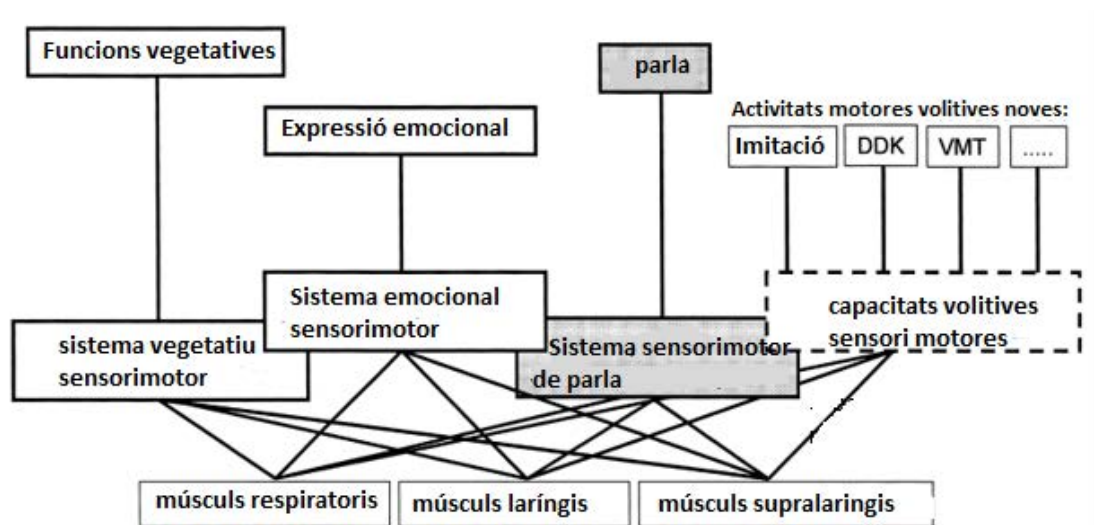 Funcions vegetatives
parla
Expressió emocional
Activitats motores volitives noves:
Imitació
DDK
VMT
.....
Sistema emocional
sensorimotor
capacitats volitives
sensori motores
sistema vegetatiu
sensorimotor
Sistema sensorimotor
de parla
músculs respiratoris
músculs laríngis
músculs supralaringis